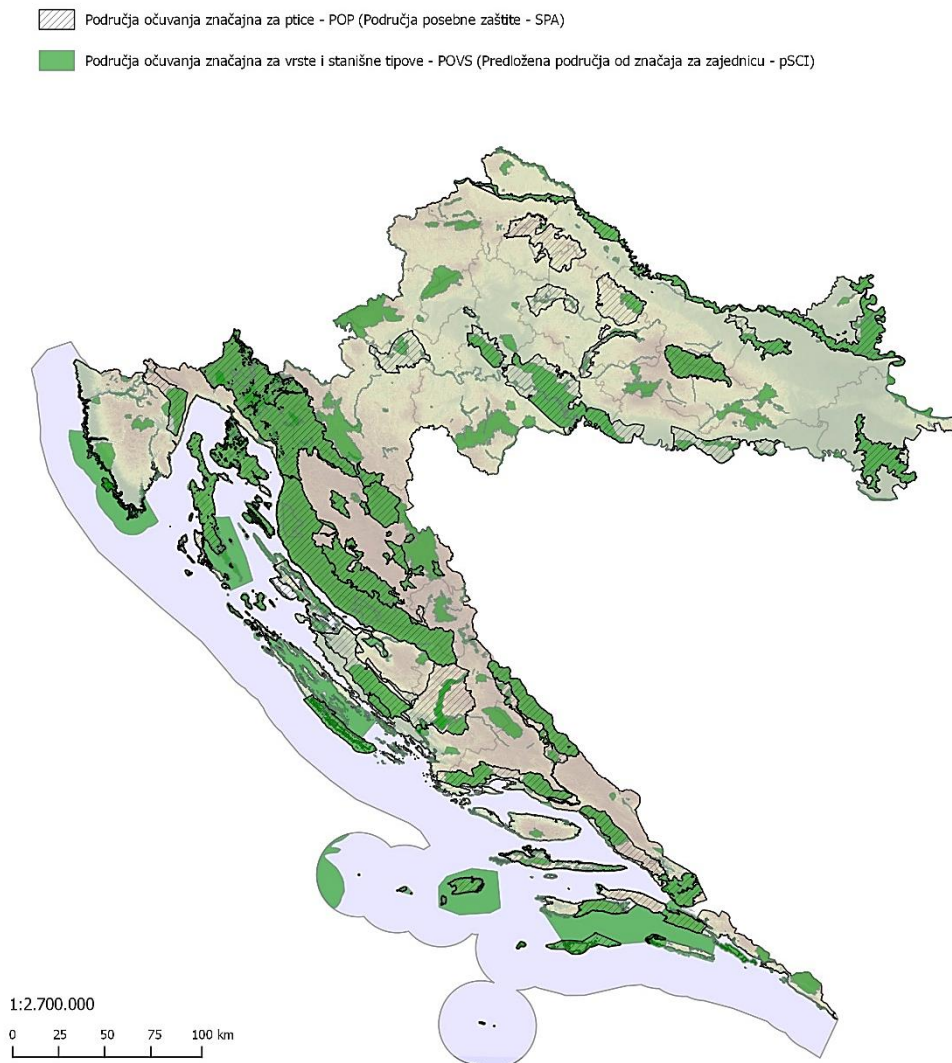 Područja očuvanja značajna za ptice - POP (Područja posebne zaštite - SPA)
Područja očuvanja značajna za vrste i stanišne tipove - POVS (Predložena područja od značaja za zajednicu - pSCI)
1:2.700.000
0 25 50 75 100 km